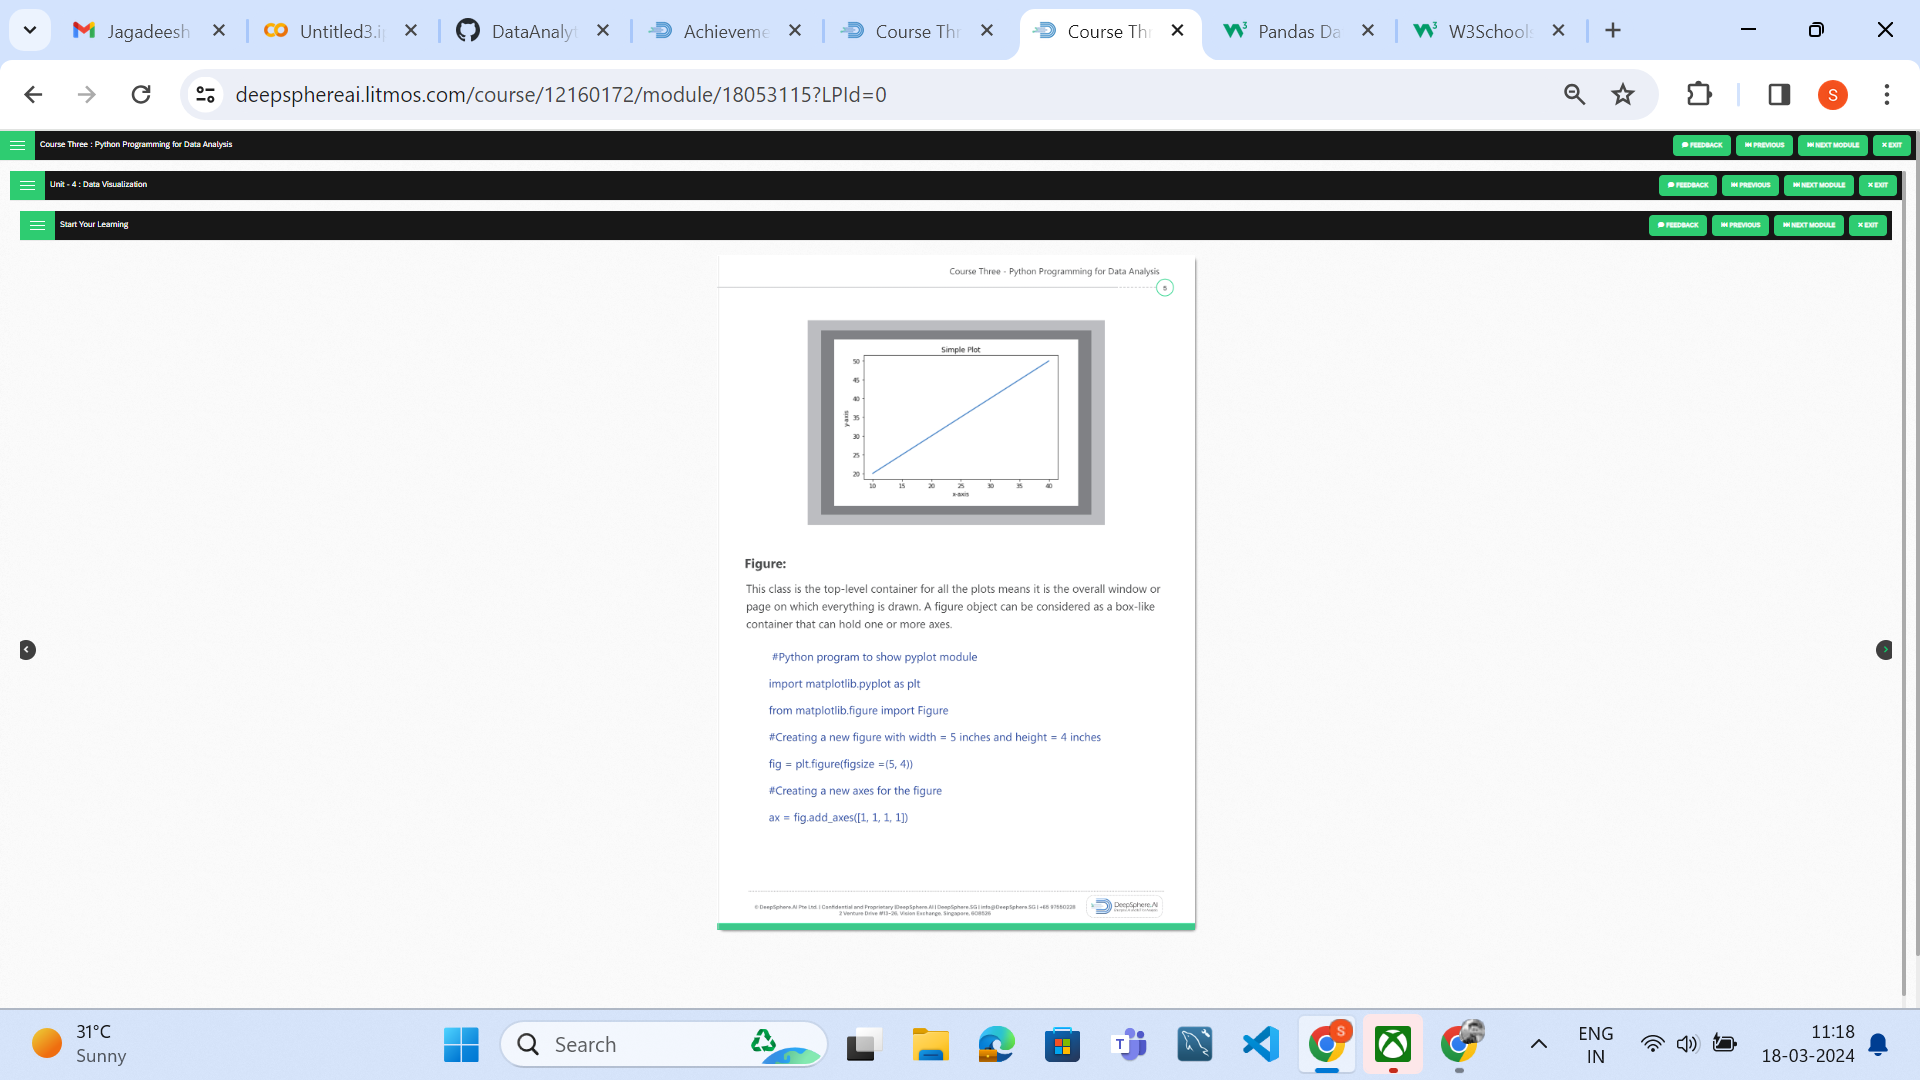 Jagadeesh
Untitled3.i
DataAnaly
Achieveme
Course Thr
Course Thr
Pandas Da
W3Schools
deepsphereai.litmos.com/course/12160172/module/18053115?LPId=0
S
Course Three : Python Programming for Data Analysis
FEEDBACK
PREVIOUS
NEXT MODULE
EXIT
Unit - 4 : Data Visualization
FEEDBACK
PREVIOUS
NEXT MODULE
EXIT
Start Your Learning
FEEDBACK
PREVIOUS
NEXT MODULE
EXIT
Course Three - Python Programming for Data Analysis
5
Simple Plot
50
45
40
35
30
25
20
y-axis
10 15 20 25 30 35 40
x-axis
Figure:
This class is the top-level container for all the plots means it is the overall window or
page on which everything is drawn. A figure object can be considered as a box-like
container that can hold one or more axes.
#Python program to show pyplot module
import matplotlib.pyplot as plt
from matplotlib.figure import Figure
#Creating a new figure with width = 5 inches and height = 4 inches
fig = plt.figure(figsize =(5, 4))
#Creating a new axes for the figure
ax = fig.add_axes([1, 1, 1, 1])
© DeepSphere.AI Pte Ltd. | Confidential and Proprietary |DeepSphere.AI | DeepSphere.SG | info@DeepSphere.SG |
2 Venture Drive #12-26, Vision Exchange, Singapore, 608526
DeepSphere.AI
31°C
Sunny
Search
S
ENG
IN
11:18
18-03-2024